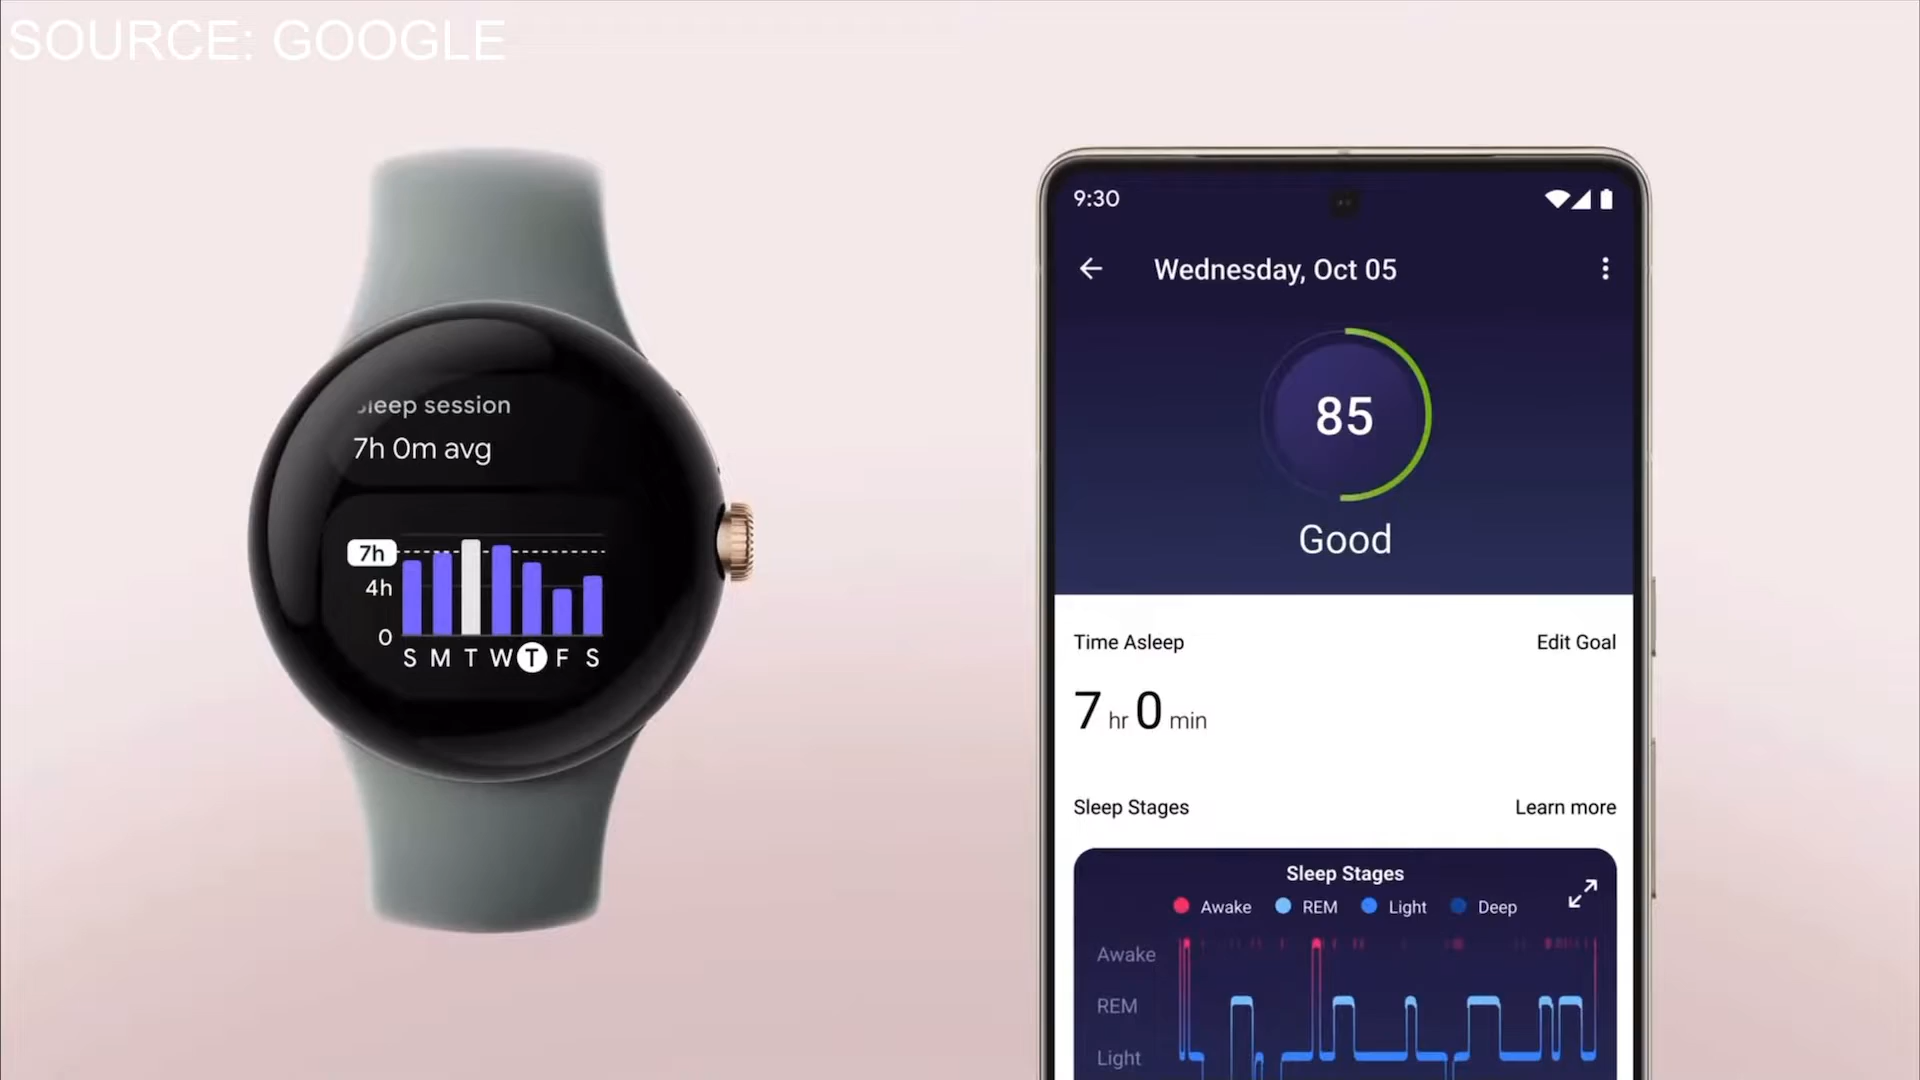 SOURCE: GOOGLE
Sleep session
7h 0m avg
7h
4h
0
S M T W T F S
9:30
Wednesday, Oct 05
85
Good
Time Asleep
Edit Goal
7 hr 0 min
Sleep Stages
Learn more
Sleep Stages
Awake REM Light Deep
Awake
REM
Light